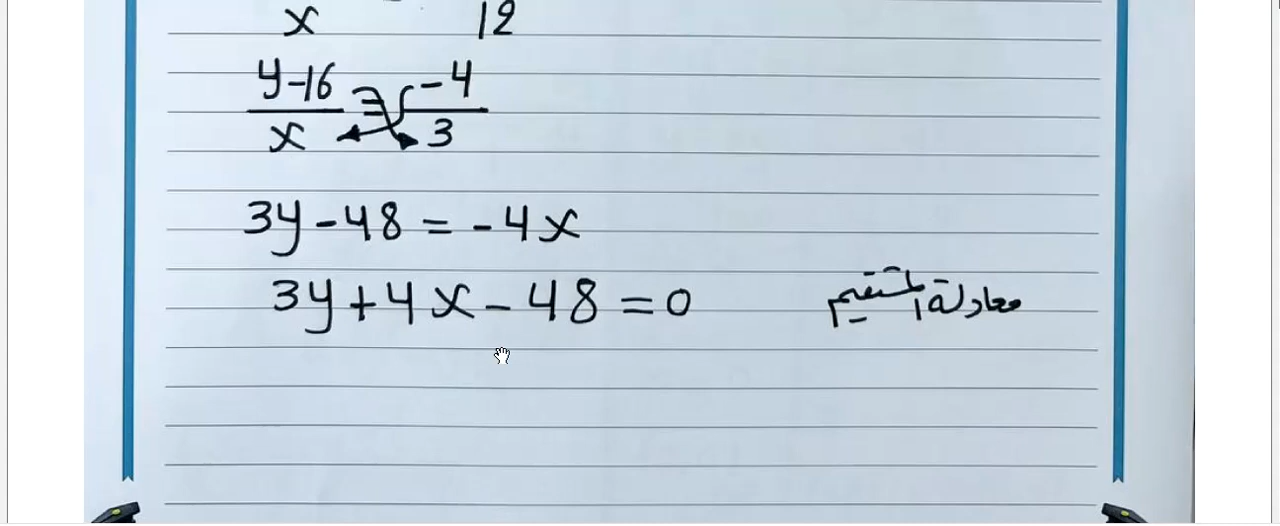 x 12
y-16 = -4
x 3
3y - 48 = -4x
3y + 4x - 48 = 0 معادلة المستقيم